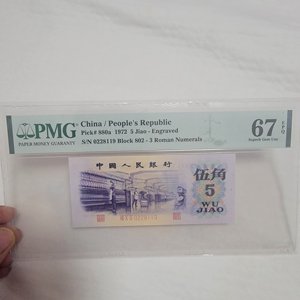 PMG
PAPER MONEY GUARANTY
China / People's Republic
Pick# 880a 1972 5 Jiao - Engraved
S/N 0228119 Block 802 - 3 Roman Numerals
67 EPQ
Superb Gem Unc
中国人民银行
伍角
5
WU
JIAO
0228119